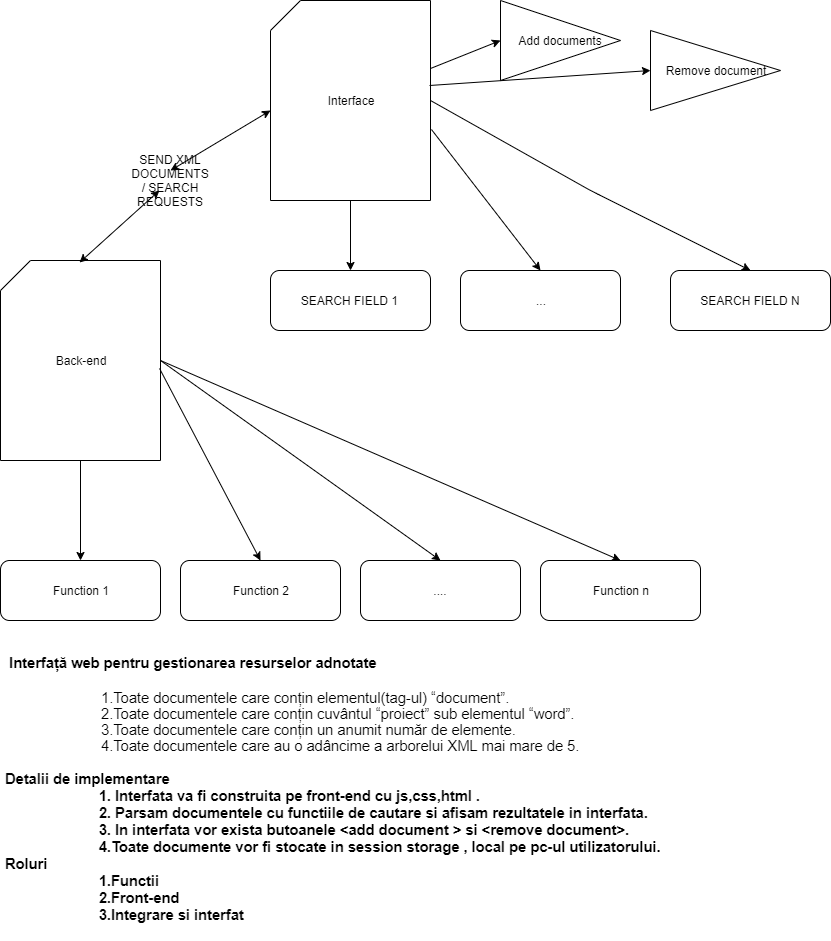 Add documents
Remove document
Interface
SEND XML
DOCUMENTS
/ SEARCH
REQUESTS
SEARCH FIELD 1
...
SEARCH FIELD N
Back-end
Function 1
Function 2
....
Function n
Interfață web pentru gestionarea resurselor adnotate
1.Toate documentele care conțin elementul(tag-ul) “document”.
2.Toate documentele care conțin cuvântul “proiect” sub elementul “word”.
3.Toate documentele care conțin un anumit număr de elemente.
4.Toate documentele care au o adâncime a arborelui XML mai mare de 5.
Detalii de implementare
1. Interfata va fi construita pe front-end cu js,css,html .
2. Parsam documentele cu functiile de cautare si afisam rezultatele in interfata.
3. In interfata vor exista butoanele <add document > si <remove document>.
4.Toate documente vor fi stocate in session storage , local pe pc-ul utilizatorului.
Roluri
1.Functii
2.Front-end
3.Integrare si interfat